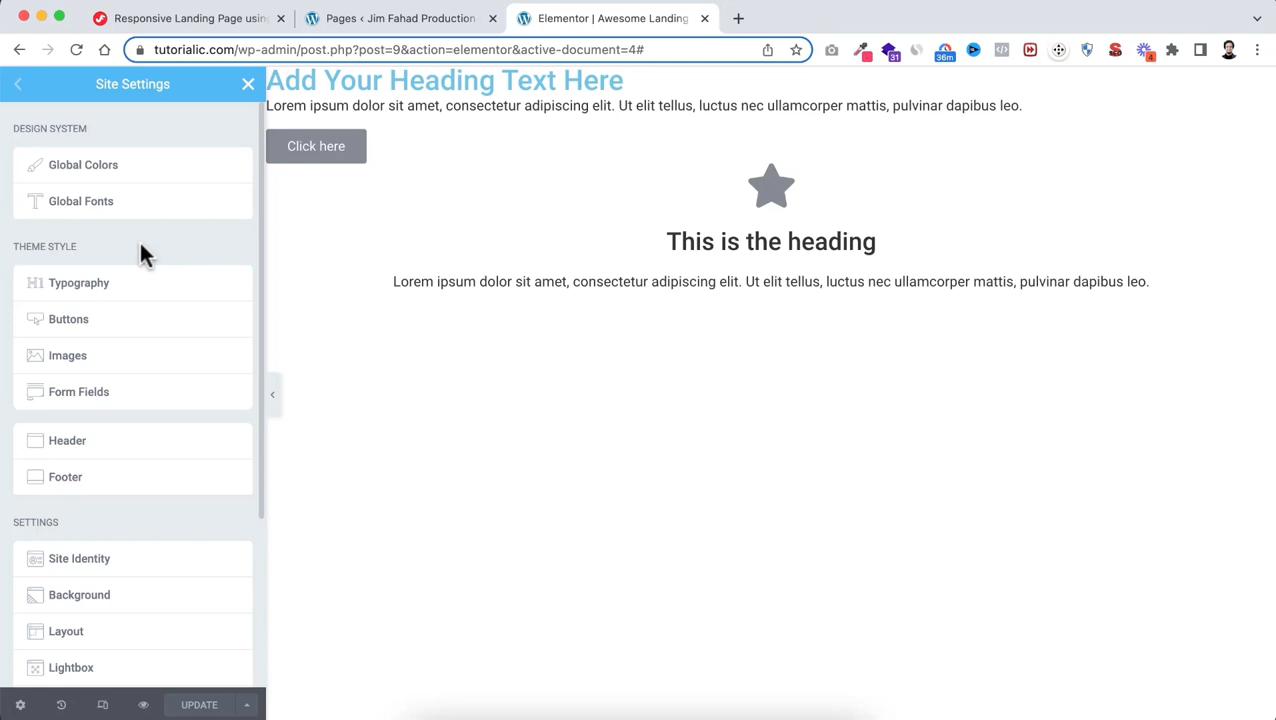 Responsive Landing Page usin
Pages ‹ Jim Fahad Production
Elementor | Awesome Landing
tutorialic.com/wp-admin/post.php?post=9&action=elementor&active-document=4#
31
36m
4
Site Settings
DESIGN SYSTEM
Global Colors
Global Fonts
THEME STYLE
H1 Typography
Buttons
Images
Form Fields
Header
Footer
SETTINGS
Site Identity
Background
Layout
Lightbox
UPDATE
Add Your Heading Text Here
Lorem ipsum dolor sit amet, consectetur adipiscing elit. Ut elit tellus, luctus nec ullamcorper mattis, pulvinar dapibus leo.
Click here
This is the heading
Lorem ipsum dolor sit amet, consectetur adipiscing elit. Ut elit tellus, luctus nec ullamcorper mattis, pulvinar dapibus leo.